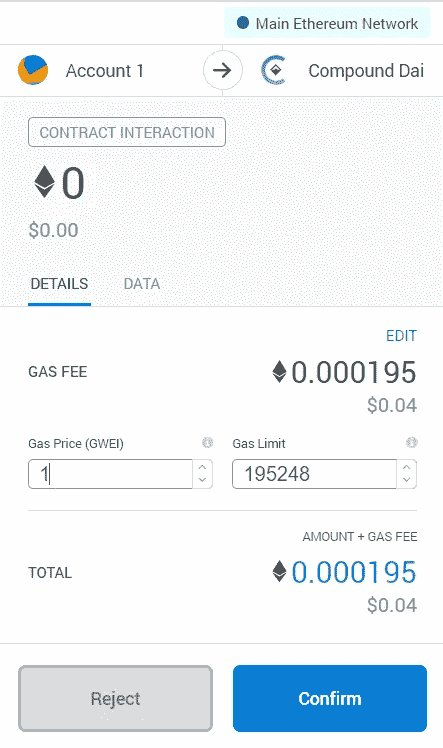 Main Ethereum Network
Account 1
Compound Dai
CONTRACT INTERACTION
0
$0.00
DETAILS DATA
EDIT
GAS FEE
0.000195
$0.04
Gas Price (GWEI) Gas Limit
1 195248
AMOUNT + GAS FEE
TOTAL
0.000195
$0.04
Reject Confirm